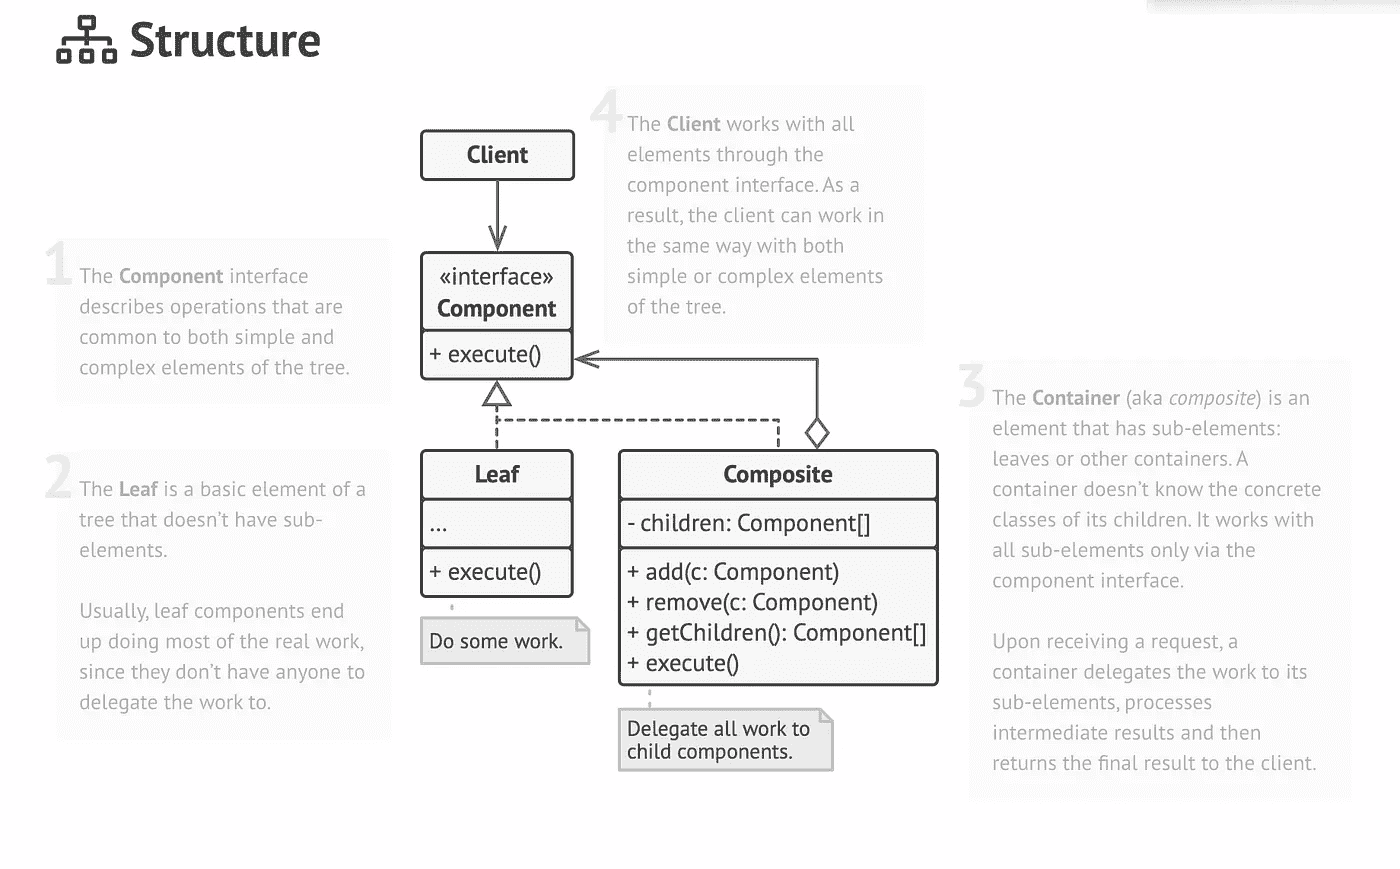 Structure
Client
«interface»
Component
+ execute()
Leaf
...
+ execute()
Do some work.
Composite
- children: Component[]
+ add(c: Component)
+ remove(c: Component)
+ getChildren(): Component[]
+ execute()
Delegate all work to
child components.
1
The Component interface
describes operations that are
common to both simple and
complex elements of the tree.
2
The Leaf is a basic element of a
tree that doesn’t have sub-
elements.
Usually, leaf components end
up doing most of the real work,
since they don’t have anyone to
delegate the work to.
3
The Container (aka composite) is an
element that has sub-elements:
leaves or other containers. A
container doesn’t know the concrete
classes of its children. It works with
all sub-elements only via the
component interface.
Upon receiving a request, a
container delegates the work to its
sub-elements, processes
intermediate results and then
returns the final result to the client.
4
The Client works with all
elements through the
component interface. As a
result, the client can work in
the same way with both
simple or complex elements
of the tree.